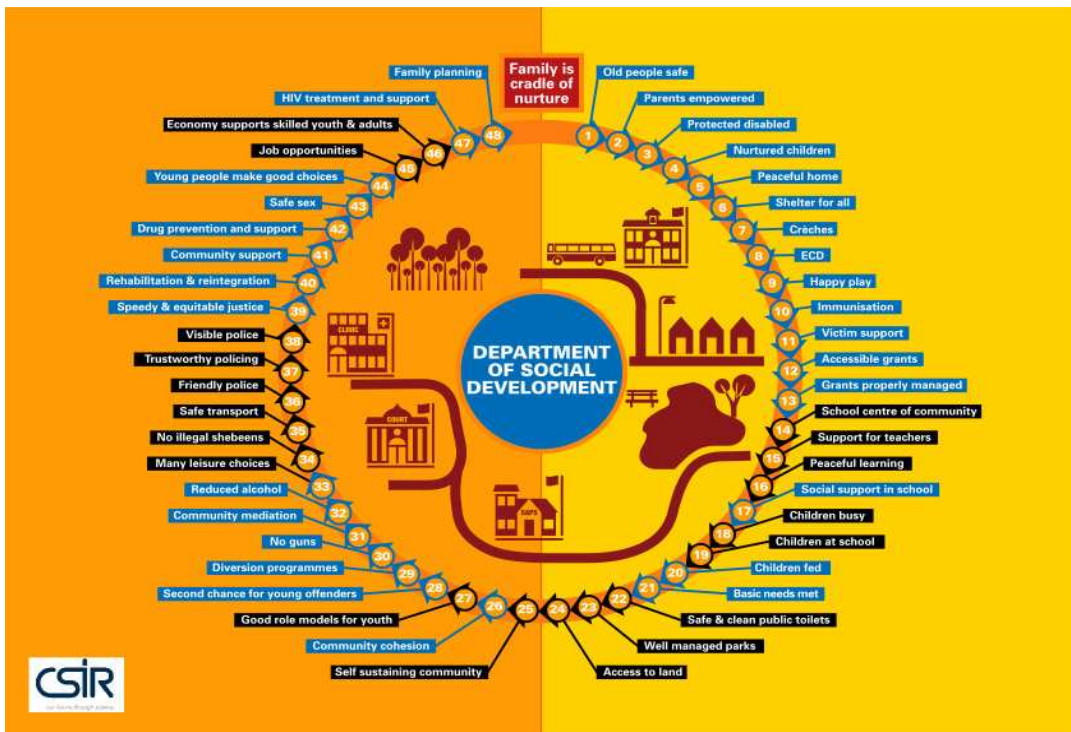 Family is
cradle of
nurture
1
Old people safe
2
Parents empowered
3
Protected disabled
4
Nurtured children
5
Peaceful home
6
Shelter for all
7
Crèches
8
ECD
9
Happy play
10
Immunisation
11
Victim support
12
Accessible grants
13
Grants properly managed
14
School centre of community
15
Support for teachers
16
Peaceful learning
17
Social support in school
18
Children busy
19
Children at school
20
Children fed
21
Basic needs met
22
Safe & clean public toilets
23
Well managed parks
24
Access to land
25
Self sustaining community
26
Community cohesion
27
Good role models for youth
28
Second chance for young offenders
29
Diversion programmes
30
No guns
31
Community mediation
32
Reduced alcohol
33
Many leisure choices
34
No illegal shebeens
35
Safe transport
36
Friendly police
37
Trustworthy policing
38
Visible police
39
Speedy & equitable justice
40
Rehabilitation & reintegration
41
Community support
42
Drug prevention and support
43
Safe sex
44
Young people make good choices
45
Job opportunities
46
Economy supports skilled youth & adults
47
HIV treatment and support
48
Family planning
DEPARTMENT
OF SOCIAL
DEVELOPMENT
CLINIC
COURT
SAPS
CSIR
our future through science